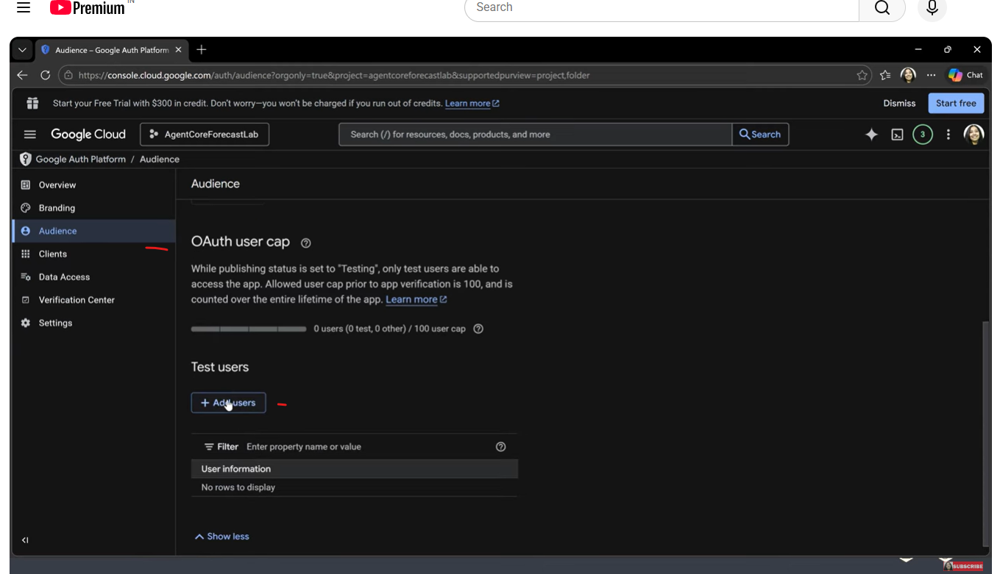 Premium IN
Search
Audience – Google Auth Platform
https://console.cloud.google.com/auth/audience?orgonly=true&project=agentcoreforecastlab&supportedpurview=project,folder
Chat
Start your Free Trial with $300 in credit. Don't worry—you won't be charged if you run out of credits. Learn more
Dismiss
Start free
Google Cloud
AgentCoreForecastLab
Search (/) for resources, docs, products, and more
Search
3
Google Auth Platform / Audience
Overview
Branding
Audience
Clients
Data Access
Verification Center
Settings
Audience
OAuth user cap
While publishing status is set to "Testing", only test users are able to
access the app. Allowed user cap prior to app verification is 100, and is
counted over the entire lifetime of the app. Learn more
0 users (0 test, 0 other) / 100 user cap
Test users
+ Add users
Filter Enter property name or value
User information
No rows to display
Show less
SUBSCRIBE